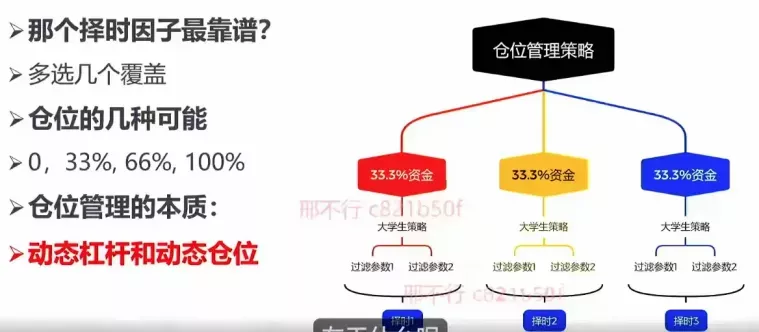 那个择时因子最靠谱?
多选几个覆盖
仓位的几种可能
0，33%, 66%, 100%
仓位管理的本质：
动态杠杆和动态仓位
仓位管理策略
33.3%资金
33.3%资金
33.3%资金
邢不行 c821b50f
大学生策略
大学生策略
大学生策略
过滤参数1 过滤参数2
过滤参数1 过滤参数2
过滤参数1 过滤参数2
邢不行 c821b50f
择时1
择时2
择时3